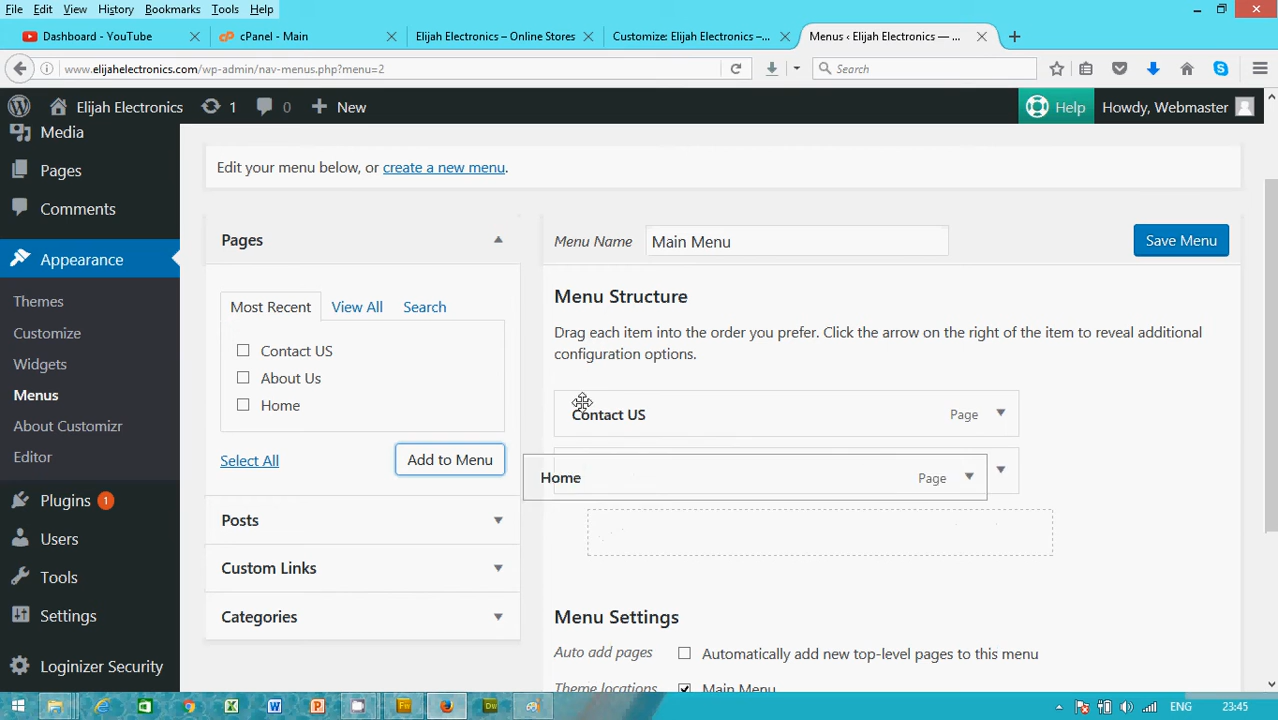 File Edit View History Bookmarks Tools Help
Dashboard - YouTube
cPanel - Main
Elijah Electronics – Online Stores
Customize: Elijah Electronics –...
Menus ‹ Elijah Electronics — ...
www.elijahelectronics.com/wp-admin/nav-menus.php?menu=2
Search
Elijah Electronics 1 0 New
Help
Howdy, Webmaster
Media
Pages
Comments
Appearance
Themes
Customize
Widgets
Menus
About Customizr
Editor
Plugins 1
Users
Tools
Settings
Loginizer Security
Edit your menu below, or create a new menu.
Pages
Most Recent View All Search
Contact US
About Us
Home
Select All
Add to Menu
Posts
Custom Links
Categories
Menu Name Main Menu
Save Menu
Menu Structure
Drag each item into the order you prefer. Click the arrow on the right of the item to reveal additional
configuration options.
Contact US Page
Home Page
Menu Settings
Auto add pages Automatically add new top-level pages to this menu
Theme locations Main Menu
ENG 23:45